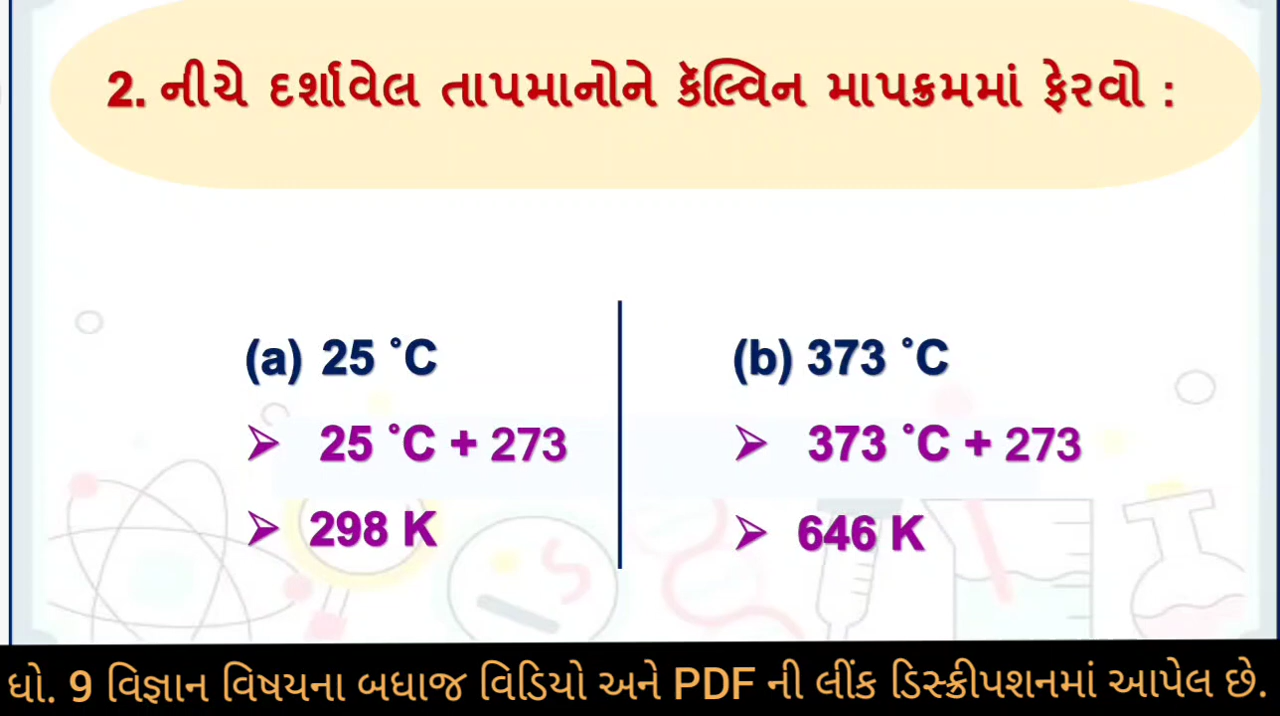 2. નીચે દર્શાવેલ તાપમાનોને કૅલ્વિન માપક્રમમાં ફેરવો :
(a) 25 ˚C
➢ 25 ˚C + 273
➢ 298 K
(b) 373 ˚C
➢ 373 ˚C + 273
➢ 646 K
ધો. 9 વિજ્ઞાન વિષયના બધાજ વિડિયો અને PDF ની લીંક ડિસ્ક્રીપશનમાં આપેલ છે.